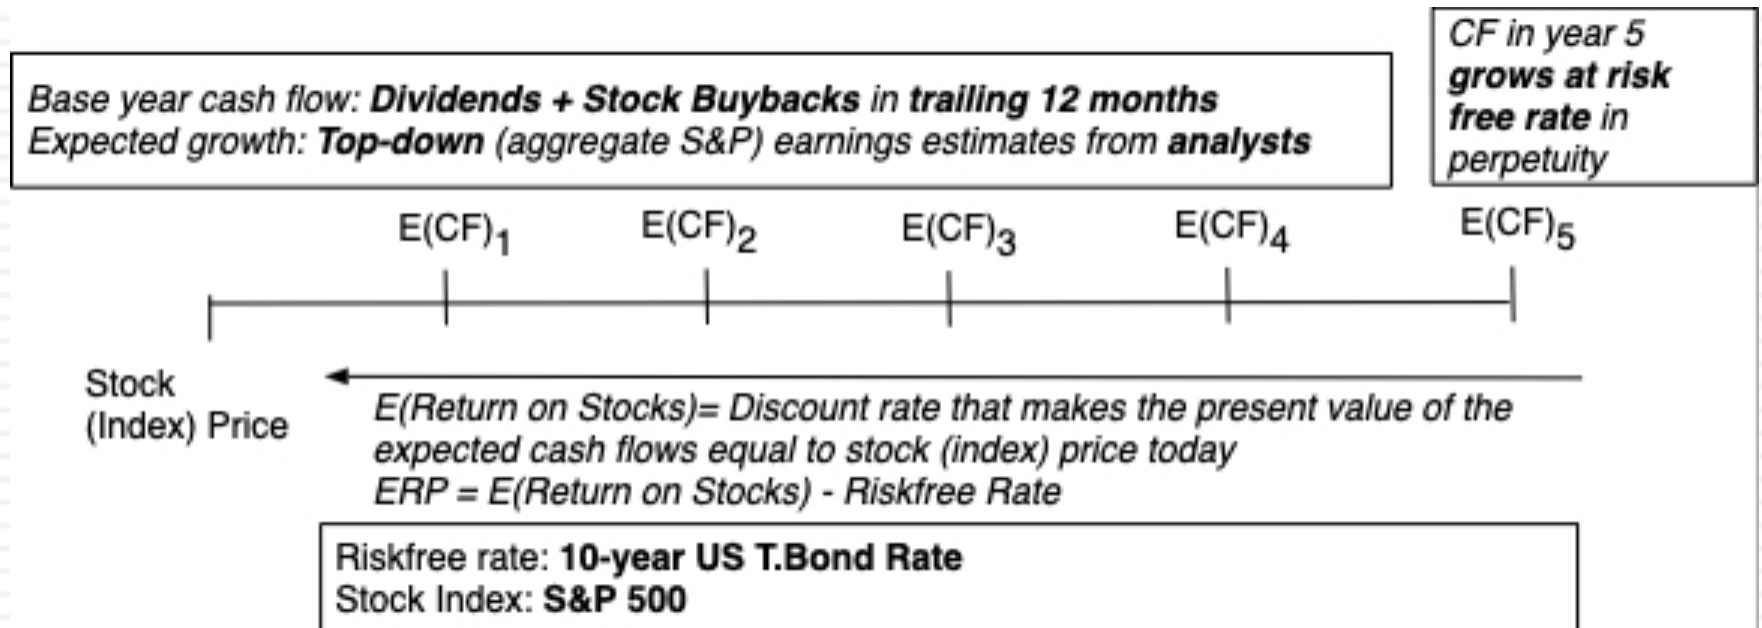 CF in year 5
grows at risk
free rate in
perpetuity
Base year cash flow: Dividends + Stock Buybacks in trailing 12 months
Expected growth: Top-down (aggregate S&P) earnings estimates from analysts
E(CF)1 E(CF)2 E(CF)3 E(CF)4 E(CF)5
Stock
(Index) Price
E(Return on Stocks)= Discount rate that makes the present value of the
expected cash flows equal to stock (index) price today
ERP = E(Return on Stocks) - Riskfree Rate
Riskfree rate: 10-year US T.Bond Rate
Stock Index: S&P 500